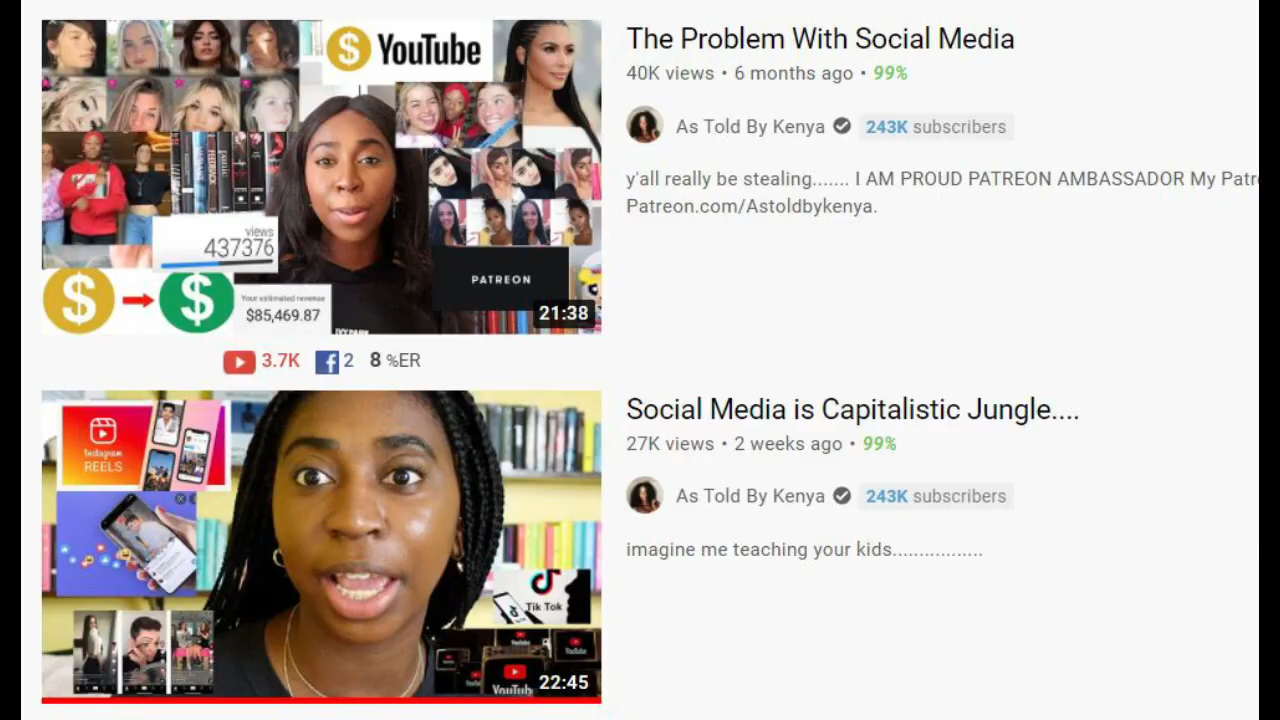 YouTube
views
437376
Your estimated revenue
$85,469.87
PATREON
IVY PARK
21:38
The Problem With Social Media
40K views • 6 months ago • 99%
As Told By Kenya
243K subscribers
y'all really be stealing....... I AM PROUD PATREON AMBASSADOR My Patre
Patreon.com/Astoldbykenya.
3.7K 2 8 %ER
Instagram
REELS
Tik Tok
YouTube
YouTube
YouTub
22:45
Social Media is Capitalistic Jungle....
27K views • 2 weeks ago • 99%
As Told By Kenya
243K subscribers
imagine me teaching your kids.................